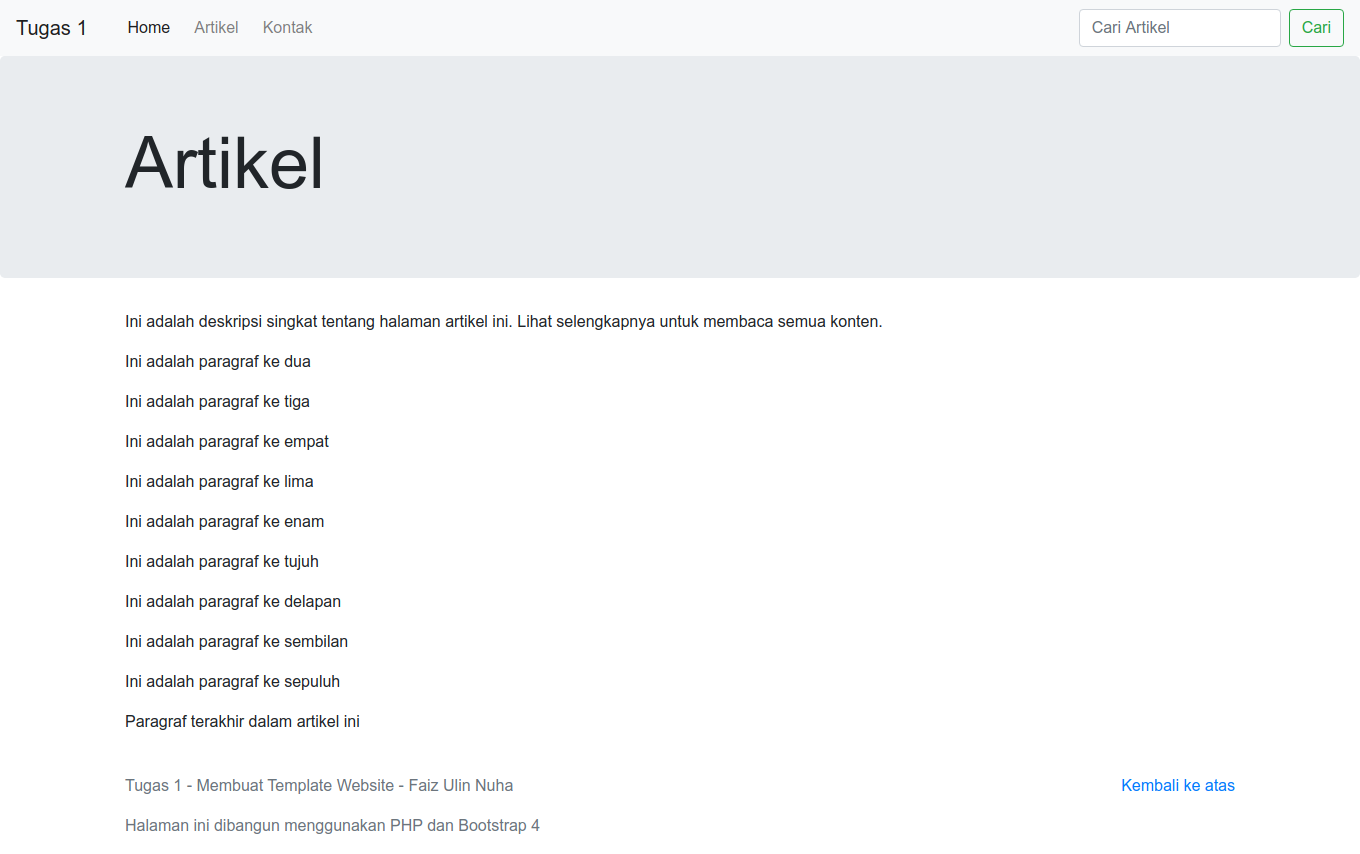 Tugas 1 Home Artikel Kontak Cari Artikel Cari
Artikel
Ini adalah deskripsi singkat tentang halaman artikel ini. Lihat selengkapnya untuk membaca semua konten.
Ini adalah paragraf ke dua
Ini adalah paragraf ke tiga
Ini adalah paragraf ke empat
Ini adalah paragraf ke lima
Ini adalah paragraf ke enam
Ini adalah paragraf ke tujuh
Ini adalah paragraf ke delapan
Ini adalah paragraf ke sembilan
Ini adalah paragraf ke sepuluh
Paragraf terakhir dalam artikel ini
Tugas 1 - Membuat Template Website - Faiz Ulin Nuha Kembali ke atas
Halaman ini dibangun menggunakan PHP dan Bootstrap 4